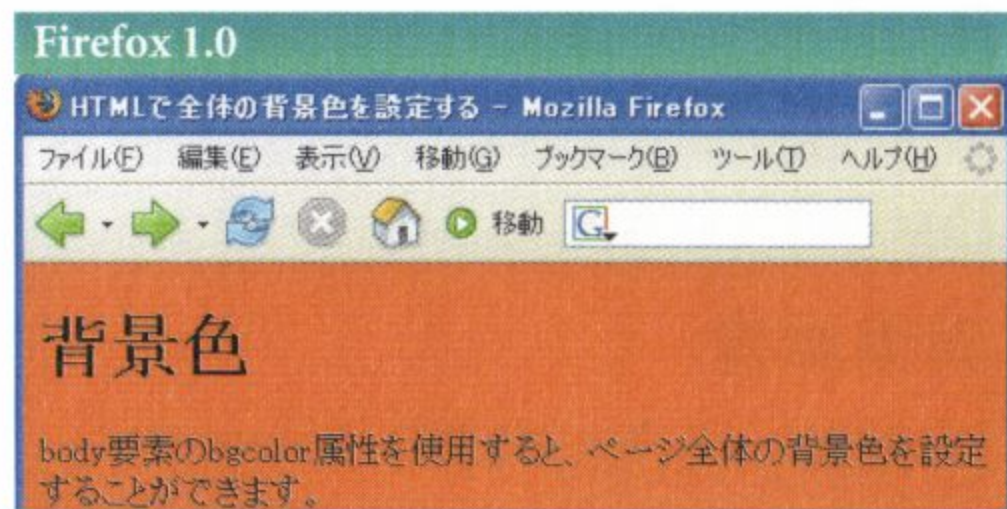 Firefox 1.0
HTMLで全体の背景色を設定する - Mozilla Firefox
ファイル(F) 編集(E) 表示(V) 移動(G) ブックマーク(B) ツール(T) ヘルプ(H)
移動 G
背景色
body要素のbgcolor属性を使用すると、ページ全体の背景色を設定
することができます。